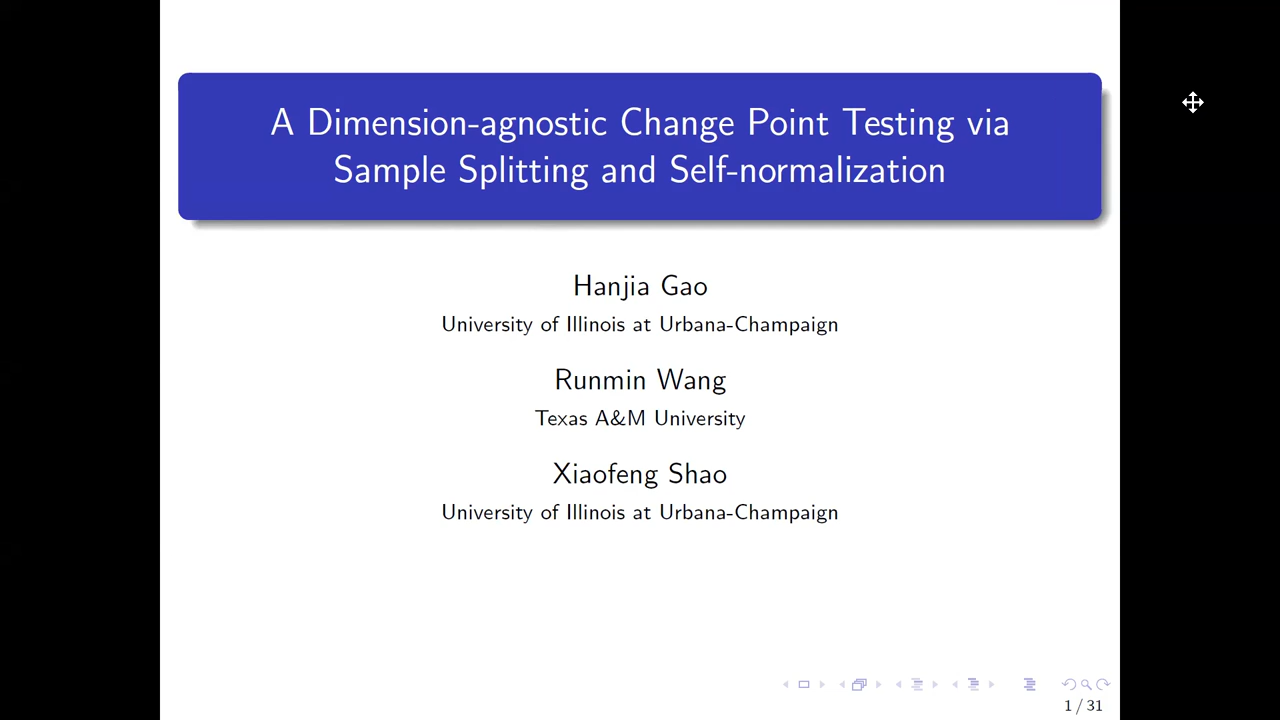 A Dimension-agnostic Change Point Testing via
Sample Splitting and Self-normalization
Hanjia Gao
University of Illinois at Urbana-Champaign
Runmin Wang
Texas A&M University
Xiaofeng Shao
University of Illinois at Urbana-Champaign
1 / 31